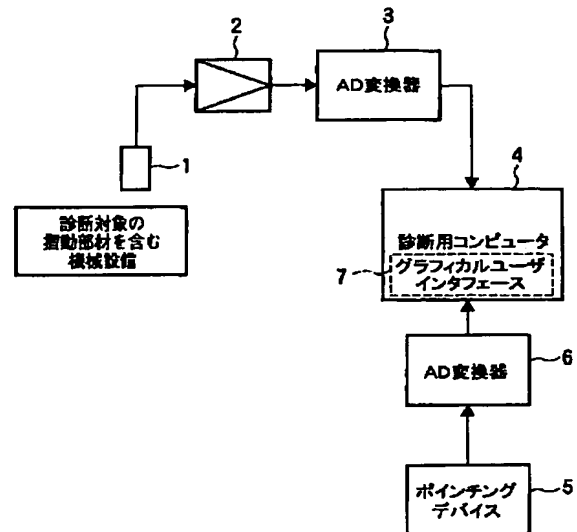 2
3
AD変換器
1
4
診断対象の
摺動部材を含む
機械設備
診断用コンピュータ
7
グラフィカルユーザ
インタフェース
AD変換器
6
ポインチング
デバイス
5